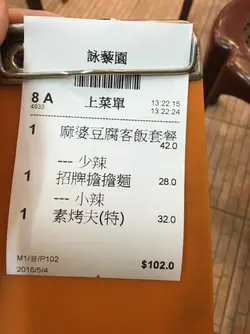 詠藜園
8 A
4933
上菜單
13:22:15
13:22:24
1 麻婆豆腐客飯套餐
42.0
--- 少辣
1 招牌擔擔麵 28.0
--- 小辣
1 素烤夫(特) 32.0
$102.0
M1/容/P102
2016/5/4